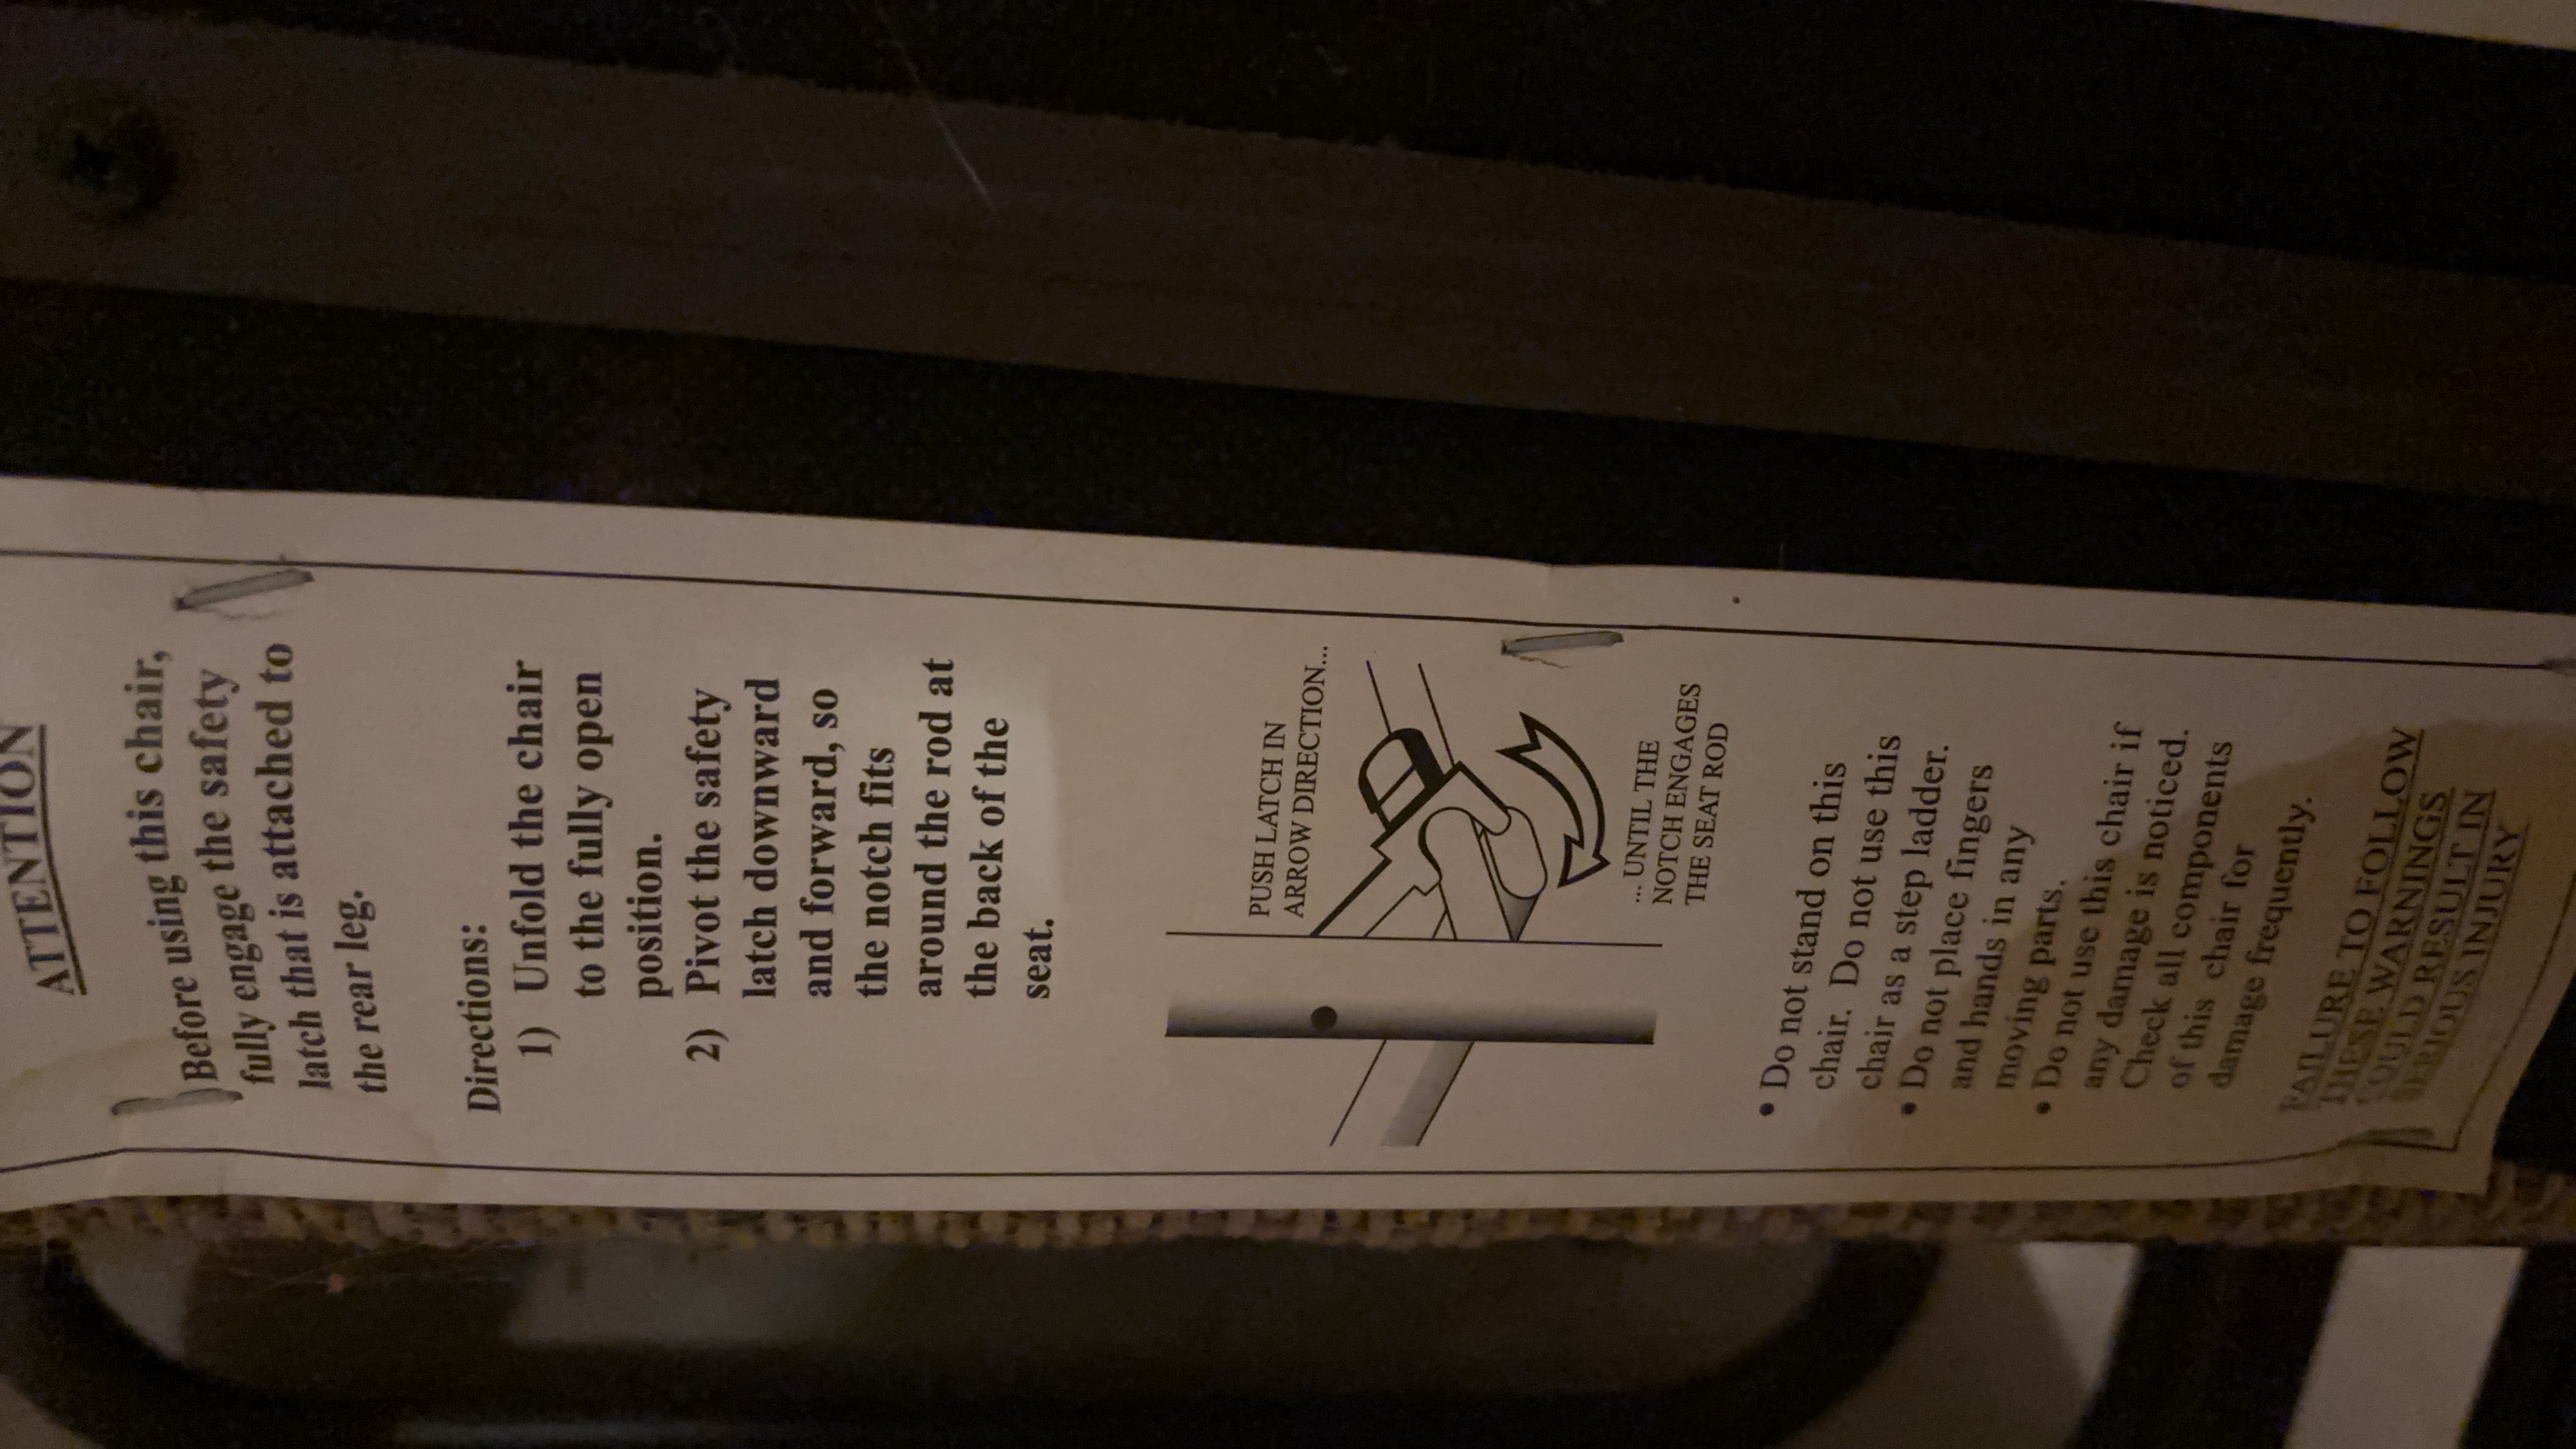 ATTENTION
Before using this chair,
fully engage the safety
latch that is attached to
the rear leg.
Directions:
1) Unfold the chair
to the fully open
position.
2) Pivot the safety
latch downward
and forward, so
the notch fits
around the rod at
the back of the
seat.
PUSH LATCH IN
ARROW DIRECTION...
... UNTIL THE
NOTCH ENGAGES
THE SEAT ROD
• Do not stand on this
chair. Do not use this
chair as a step ladder.
• Do not place fingers
and hands in any
moving parts.
• Do not use this chair if
any damage is noticed.
Check all components
of this chair for
damage frequently.
FAILURE TO FOLLOW
THESE WARNINGS
COULD RESULT IN
SERIOUS INJURY